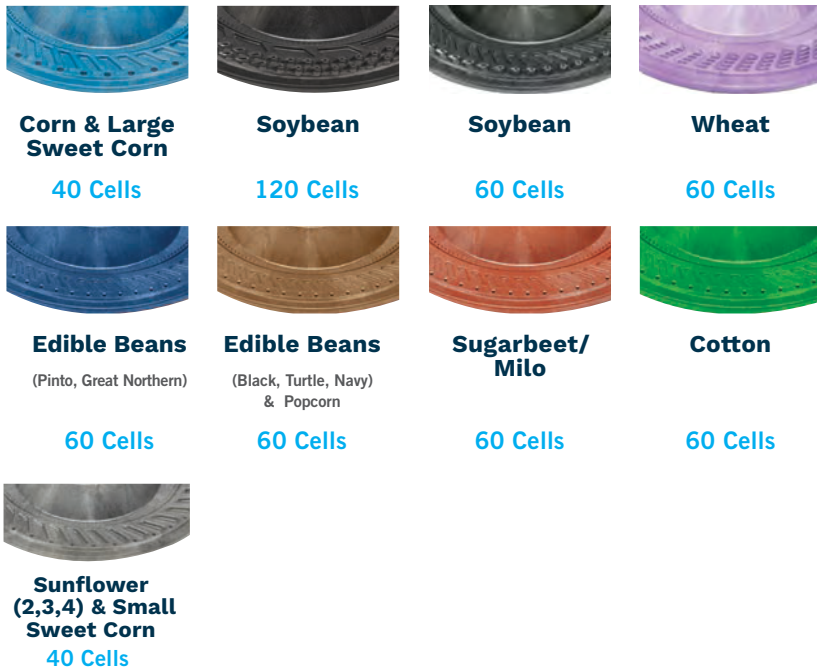 Corn & Large
Sweet Corn
40 Cells
Soybean
120 Cells
Soybean
60 Cells
Wheat
60 Cells
Edible Beans
(Pinto, Great Northern)
60 Cells
Edible Beans
(Black, Turtle, Navy)
& Popcorn
60 Cells
Sugarbeet/
Milo
60 Cells
Cotton
60 Cells
Sunflower
(2,3,4) & Small
Sweet Corn
40 Cells